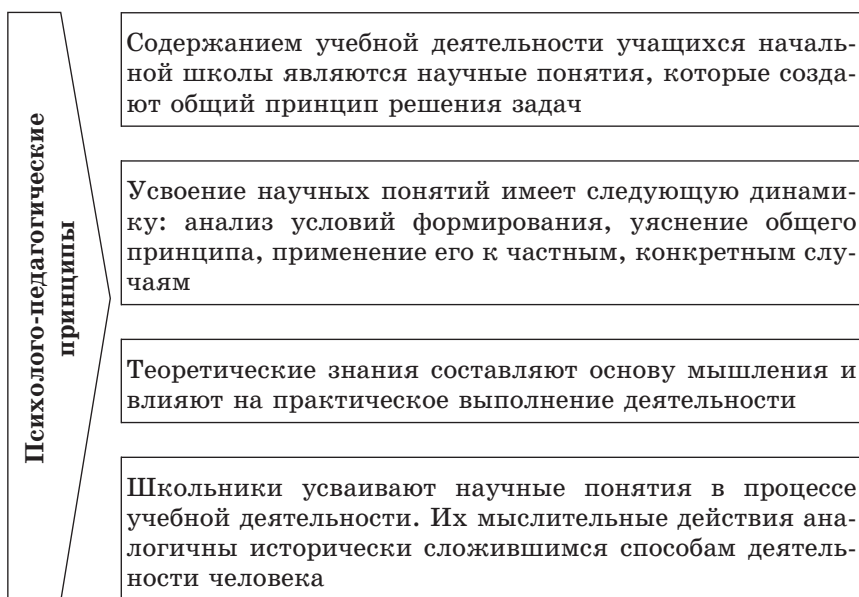 Психолого-педагогические
принципы
Содержанием учебной деятельности учащихся началь-
ной школы являются научные понятия, которые созда-
ют общий принцип решения задач
Усвоение научных понятий имеет следующую динами-
ку: анализ условий формирования, уяснение общего
принципа, применение его к частным, конкретным слу-
чаям
Теоретические знания составляют основу мышления и
влияют на практическое выполнение деятельности
Школьники усваивают научные понятия в процессе
учебной деятельности. Их мыслительные действия ана-
логичны исторически сложившимся способам деятель-
ности человека